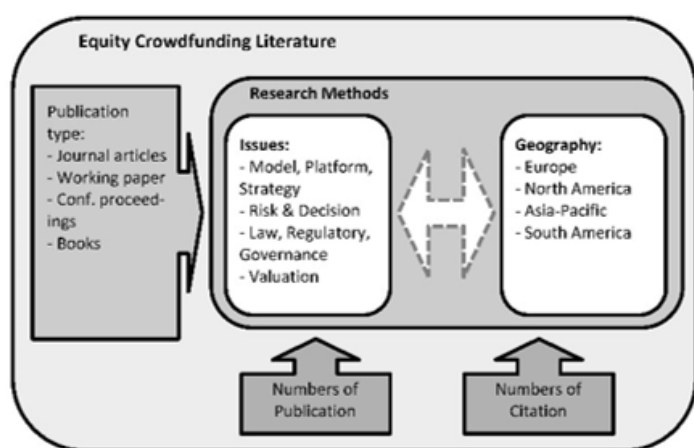 Equity Crowdfunding Literature
Publication
type:
- Journal articles
- Working paper
- Conf. proceed-
ings
- Books
Research Methods
Issues:
- Model, Platform,
Strategy
- Risk & Decision
- Law, Regulatory,
Governance
- Valuation
Geography:
- Europe
- North America
- Asia-Pacific
- South America
Numbers of
Publication
Numbers of
Citation